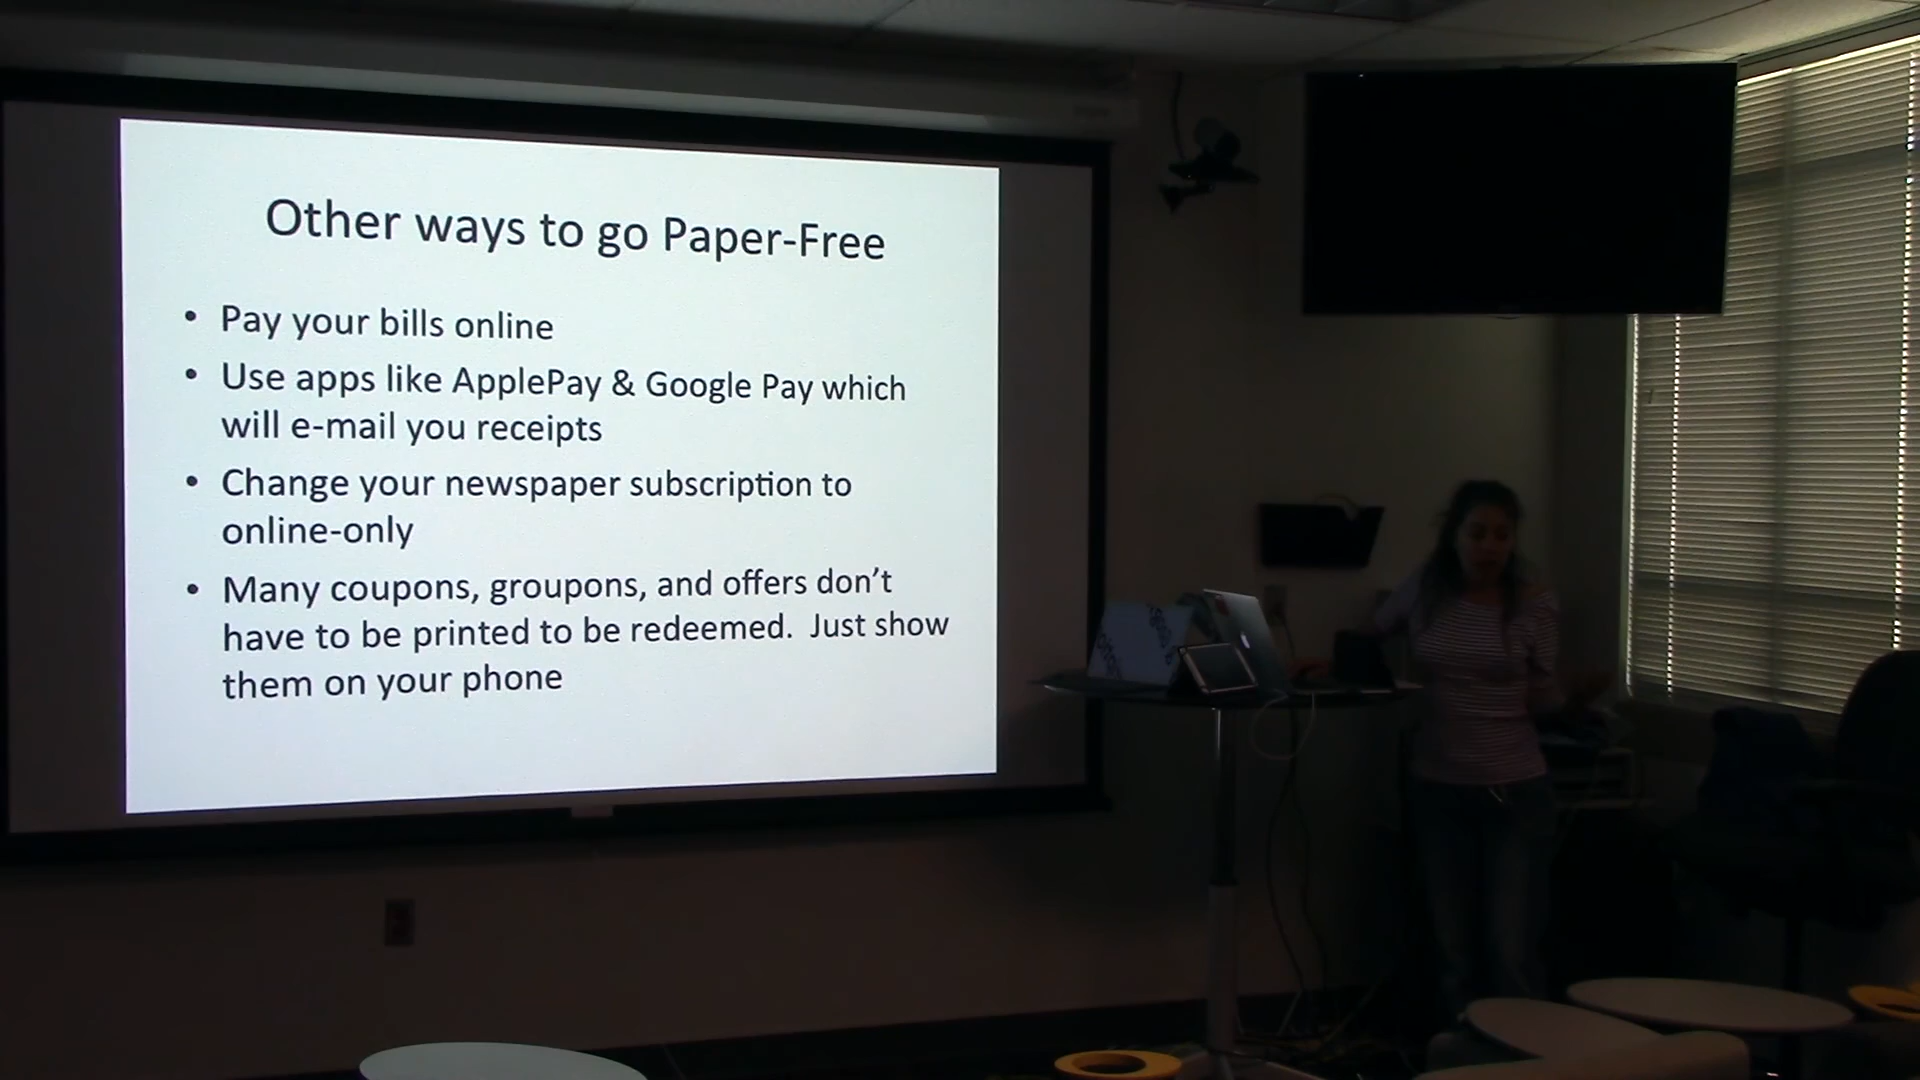 Other ways to go Paper-Free
• Pay your bills online
• Use apps like ApplePay & Google Pay which
will e-mail you receipts
• Change your newspaper subscription to
online-only
• Many coupons, groupons, and offers don't
have to be printed to be redeemed.  Just show
them on your phone